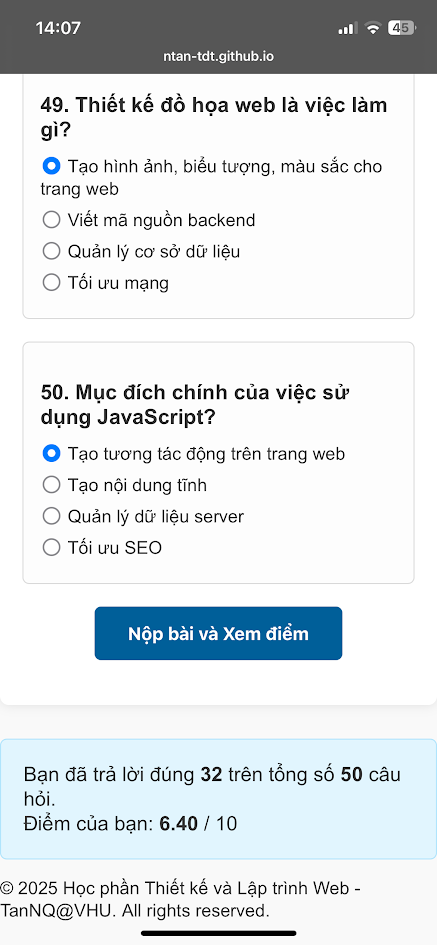 14:07
45
ntan-tdt.github.io
49. Thiết kế đồ họa web là việc làm
gì?
Tạo hình ảnh, biểu tượng, màu sắc cho
trang web
Viết mã nguồn backend
Quản lý cơ sở dữ liệu
Tối ưu mạng
50. Mục đích chính của việc sử
dụng JavaScript?
Tạo tương tác động trên trang web
Tạo nội dung tĩnh
Quản lý dữ liệu server
Tối ưu SEO
Nộp bài và Xem điểm
Bạn đã trả lời đúng 32 trên tổng số 50 câu
hỏi.
Điểm của bạn: 6.40 / 10
© 2025 Học phần Thiết kế và Lập trình Web -
TanNQ@VHU. All rights reserved.